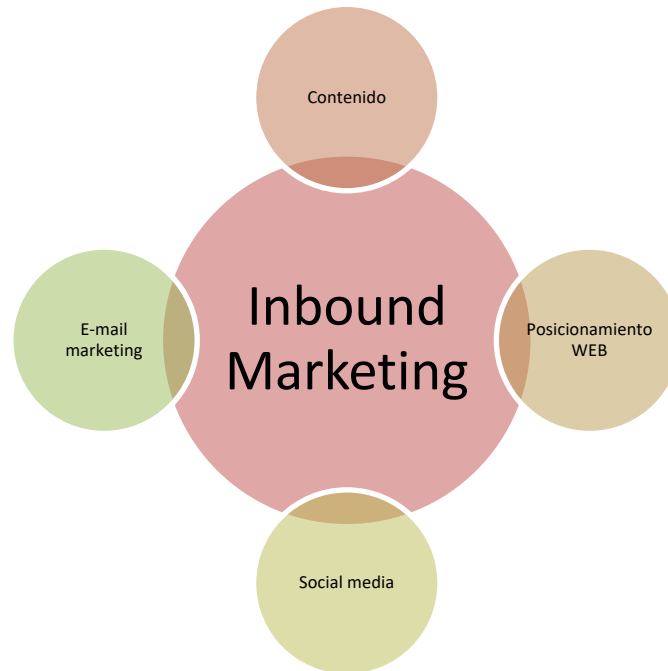 Contenido
Inbound
Marketing
E-mail
marketing
Posicionamiento
WEB
Social media